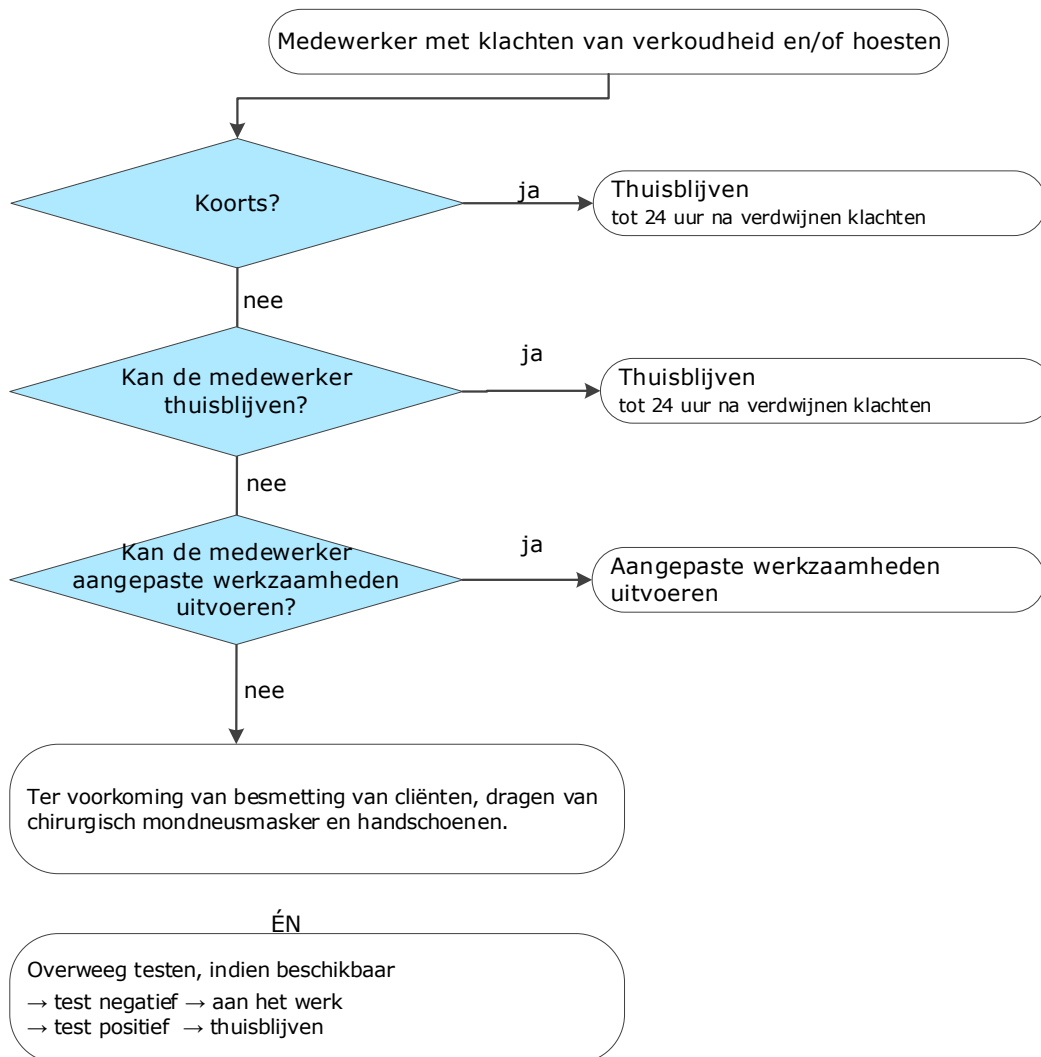 Medewerker met klachten van verkoudheid en/of hoesten
Koorts?
ja
Thuisblijven
tot 24 uur na verdwijnen klachten
nee
Kan de medewerker
thuisblijven?
ja
Thuisblijven
tot 24 uur na verdwijnen klachten
nee
Kan de medewerker
aangepaste werkzaamheden
uitvoeren?
ja
Aangepaste werkzaamheden
uitvoeren
nee
Ter voorkoming van besmetting van cliënten, dragen van
chirurgisch mondneusmasker en handschoenen.
ÉN
Overweeg testen, indien beschikbaar
→ test negatief → aan het werk
→ test positief → thuisblijven